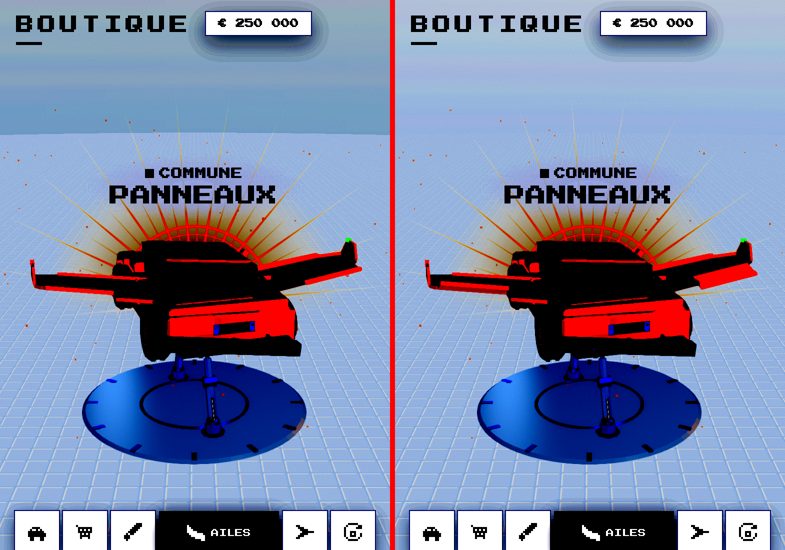 BOUTIQUE € 250 000
COMMUNE
PANNEAUX
AILES
BOUTIQUE € 250 000
COMMUNE
PANNEAUX
AILES